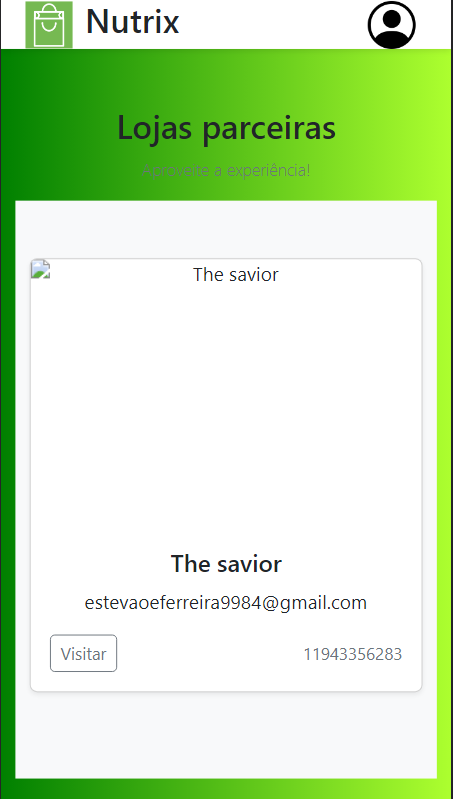 Nutrix
Lojas parceiras
Aproveite a experiência!
The savior
The savior
estevaoeferreira9984@gmail.com
Visitar 11943356283